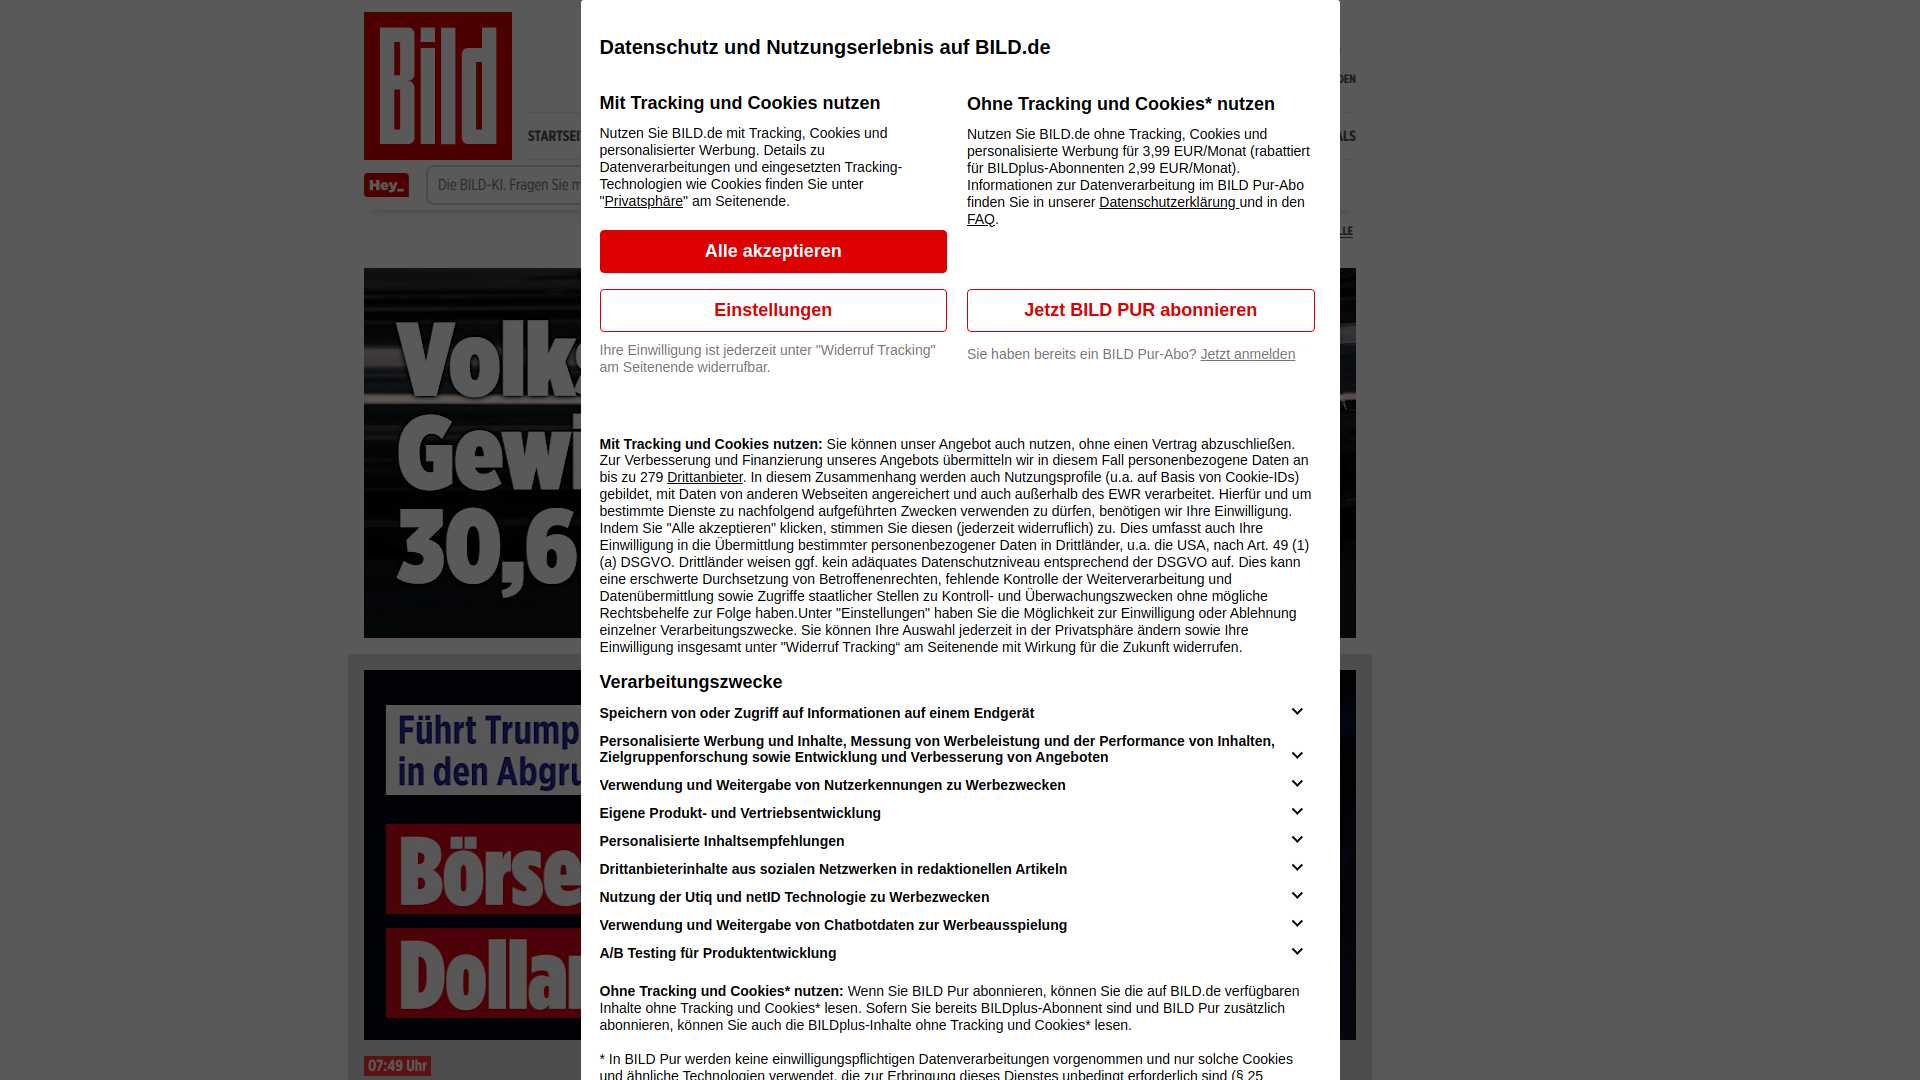 Bild
DEN
STARTSEI
ALS
Hey_
Die BILD-KI. Fragen Sie m
LLE
Volks
Gewi
30,6
Führt Trump
in den Abgru
Börse
Dollar
07:49 Uhr
Datenschutz und Nutzungserlebnis auf BILD.de
Mit Tracking und Cookies nutzen
Nutzen Sie BILD.de mit Tracking, Cookies und
personalisierter Werbung. Details zu
Datenverarbeitungen und eingesetzten Tracking-
Technologien wie Cookies finden Sie unter
"Privatsphäre" am Seitenende.
Alle akzeptieren
Einstellungen
Ihre Einwilligung ist jederzeit unter "Widerruf Tracking"
am Seitenende widerrufbar.
Ohne Tracking und Cookies* nutzen
Nutzen Sie BILD.de ohne Tracking, Cookies und
personalisierte Werbung für 3,99 EUR/Monat (rabattiert
für BILDplus-Abonnenten 2,99 EUR/Monat).
Informationen zur Datenverarbeitung im BILD Pur-Abo
finden Sie in unserer Datenschutzerklärung und in den
FAQ.
Jetzt BILD PUR abonnieren
Sie haben bereits ein BILD Pur-Abo? Jetzt anmelden
Mit Tracking und Cookies nutzen: Sie können unser Angebot auch nutzen, ohne einen Vertrag abzuschließen.
Zur Verbesserung und Finanzierung unseres Angebots übermitteln wir in diesem Fall personenbezogene Daten an
bis zu 279 Drittanbieter. In diesem Zusammenhang werden auch Nutzungsprofile (u.a. auf Basis von Cookie-IDs)
gebildet, mit Daten von anderen Webseiten angereichert und auch außerhalb des EWR verarbeitet. Hierfür und um
bestimmte Dienste zu nachfolgend aufgeführten Zwecken verwenden zu dürfen, benötigen wir Ihre Einwilligung.
Indem Sie "Alle akzeptieren" klicken, stimmen Sie diesen (jederzeit widerruflich) zu. Dies umfasst auch Ihre
Einwilligung in die Übermittlung bestimmter personenbezogener Daten in Drittländer, u.a. die USA, nach Art. 49 (1)
(a) DSGVO. Drittländer weisen ggf. kein adäquates Datenschutzniveau entsprechend der DSGVO auf. Dies kann
eine erschwerte Durchsetzung von Betroffenenrechten, fehlende Kontrolle der Weiterverarbeitung und
Datenübermittlung sowie Zugriffe staatlicher Stellen zu Kontroll- und Überwachungszwecken ohne mögliche
Rechtsbehelfe zur Folge haben.Unter "Einstellungen" haben Sie die Möglichkeit zur Einwilligung oder Ablehnung
einzelner Verarbeitungszwecke. Sie können Ihre Auswahl jederzeit in der Privatsphäre ändern sowie Ihre
Einwilligung insgesamt unter "Widerruf Tracking“ am Seitenende mit Wirkung für die Zukunft widerrufen.
Verarbeitungszwecke
Speichern von oder Zugriff auf Informationen auf einem Endgerät
Personalisierte Werbung und Inhalte, Messung von Werbeleistung und der Performance von Inhalten,
Zielgruppenforschung sowie Entwicklung und Verbesserung von Angeboten
Verwendung und Weitergabe von Nutzerkennungen zu Werbezwecken
Eigene Produkt- und Vertriebsentwicklung
Personalisierte Inhaltsempfehlungen
Drittanbieterinhalte aus sozialen Netzwerken in redaktionellen Artikeln
Nutzung der Utiq und netID Technologie zu Werbezwecken
Verwendung und Weitergabe von Chatbotdaten zur Werbeausspielung
A/B Testing für Produktentwicklung
Ohne Tracking und Cookies* nutzen: Wenn Sie BILD Pur abonnieren, können Sie die auf BILD.de verfügbaren
Inhalte ohne Tracking und Cookies* lesen. Sofern Sie bereits BILDplus-Abonnent sind und BILD Pur zusätzlich
abonnieren, können Sie auch die BILDplus-Inhalte ohne Tracking und Cookies* lesen.
* In BILD Pur werden keine einwilligungspflichtigen Datenverarbeitungen vorgenommen und nur solche Cookies
und ähnliche Technologien verwendet, die zur Erbringung dieses Dienstes unbedingt erforderlich sind (§ 25